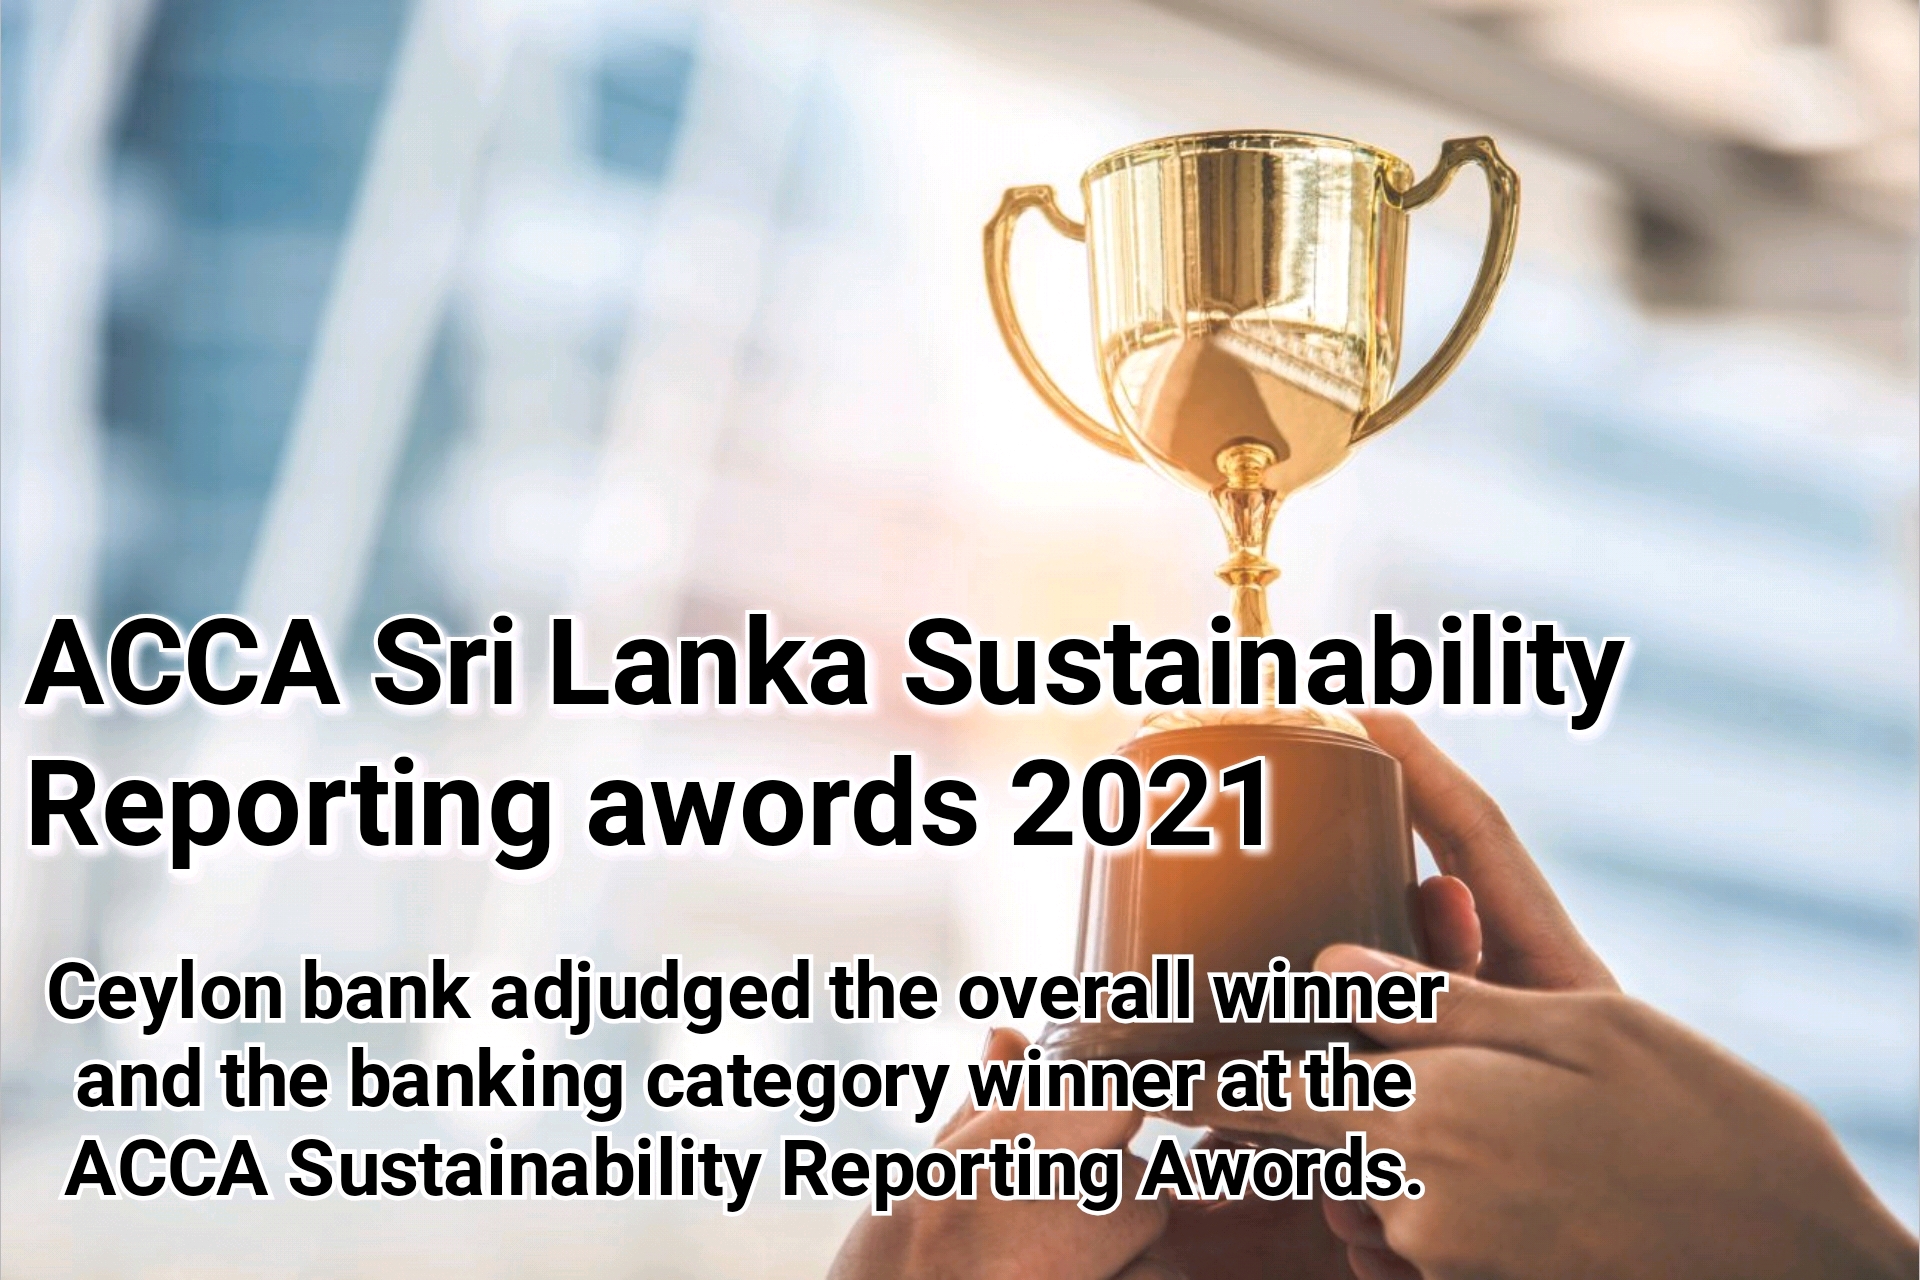 ACCA Sri Lanka Sustainability
Reporting awords 2021
Ceylon bank adjudged the overall winner
and the banking category winner at the
ACCA Sustainability Reporting Awords.